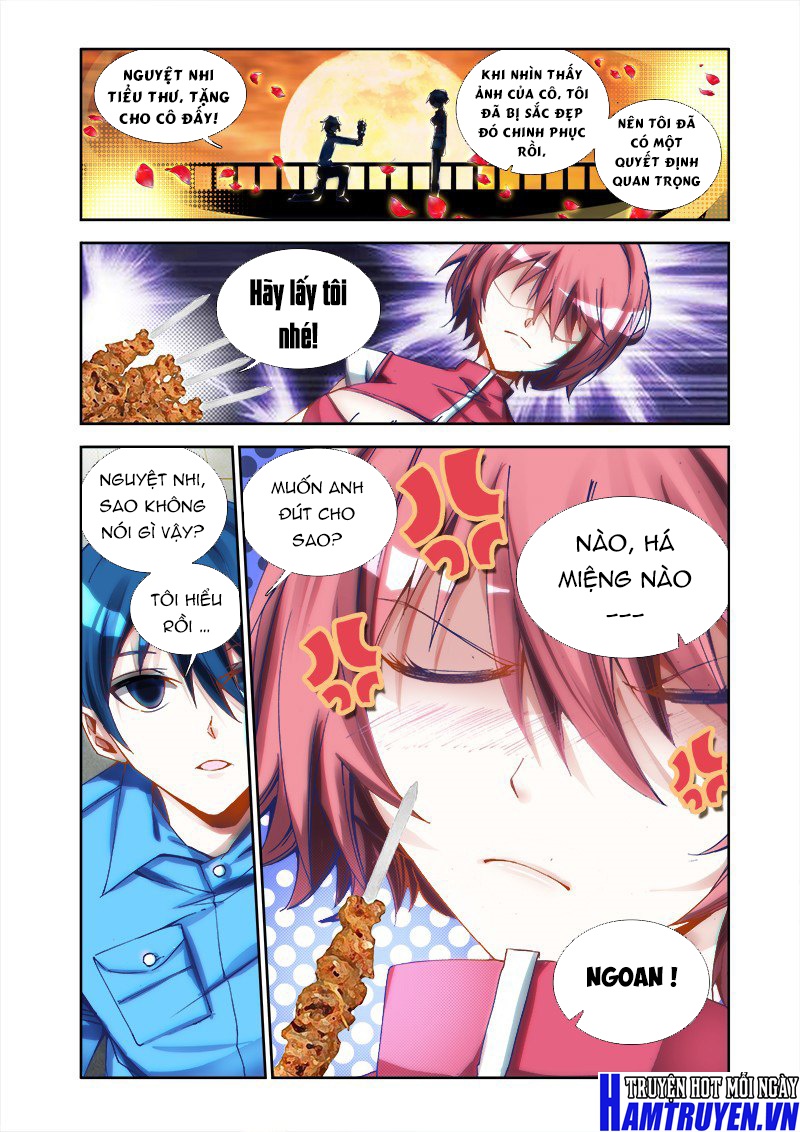 NGUYỆT NHI
TIỂU THƯ, TẶNG
CHO CÔ ĐẤY!
KHI NHÌN THẤY
ẢNH CỦA CÔ, TÔI
ĐÃ BỊ SẮC ĐẸP
ĐÓ CHINH PHỤC
RỒI,
NÊN TÔI ĐÃ
CÓ MỘT
QUYẾT ĐỊNH
QUAN TRỌNG
Hãy lấy tôi
nhé!
NGUYỆT NHI,
SAO KHÔNG
NÓI GÌ VẬY?
TÔI HIỂU
RỒI ...
MUỐN ANH
ĐÚT CHO
SAO?
NÀO, HÁ
MIỆNG NÀO
---
NGOAN !
TRUYỆN HOT MỖI NGÀY
HAMTRUYEN.VN